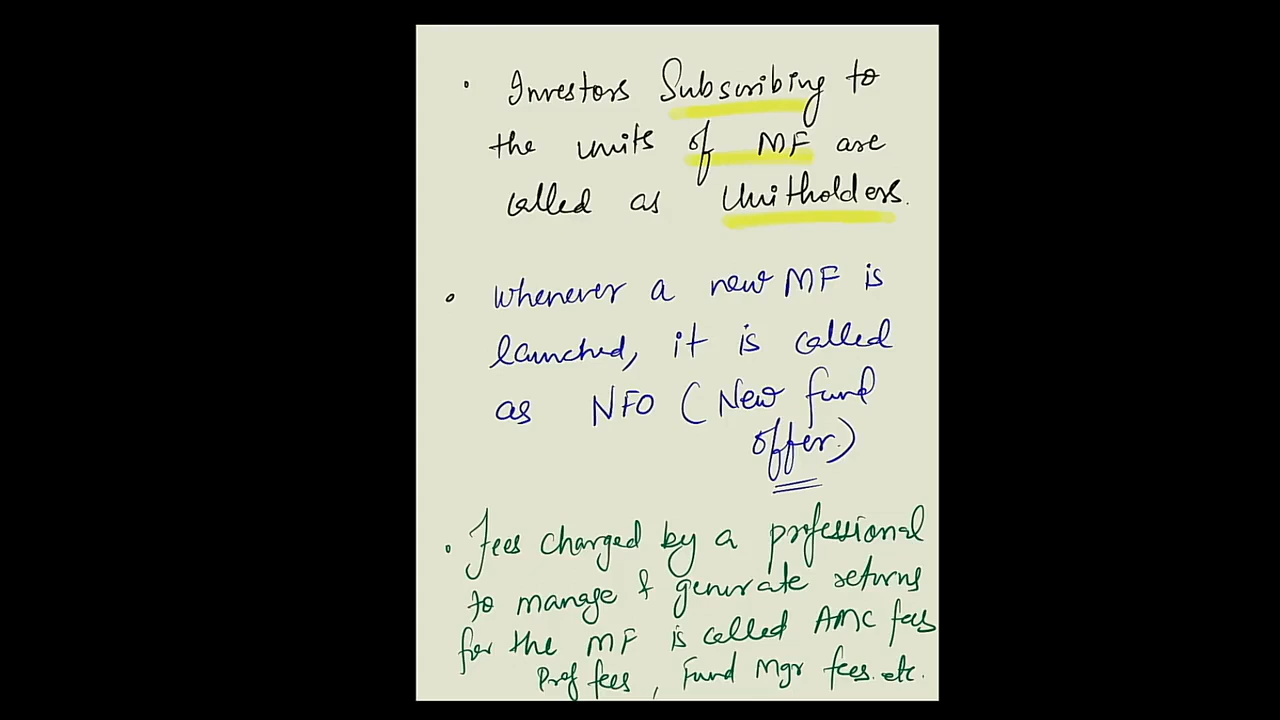 • Investors Subscribing to
the units of MF are
called as Unitholders.
• Whenever a new MF is
launched, it is called
as NFO (New fund
offer.)
• Fees charged by a professional
to manage & generate returns
for the MF is called AMC fees
Prof fees, Fund Mgr fees. etc.